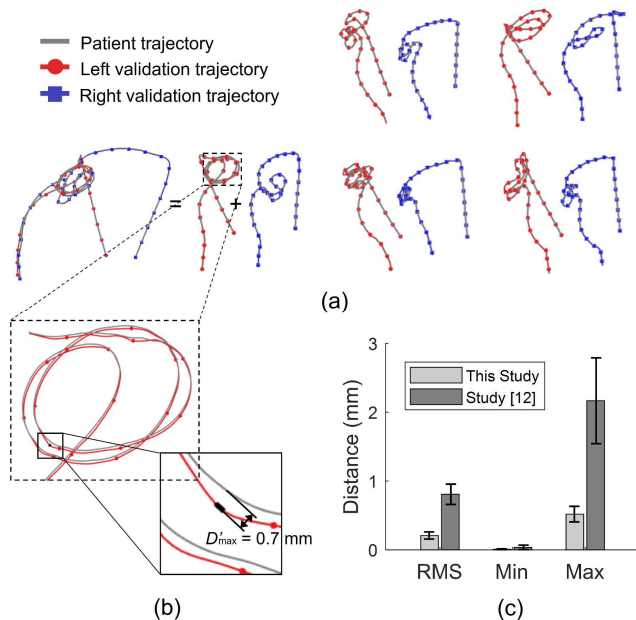 (a)
Patient trajectory
Left validation trajectory
Right validation trajectory
=
+
(a)
D'max = 0.7 mm
(b)
3
2
1
0
Distance (mm)
This Study
Study [12]
RMS Min Max
(c)